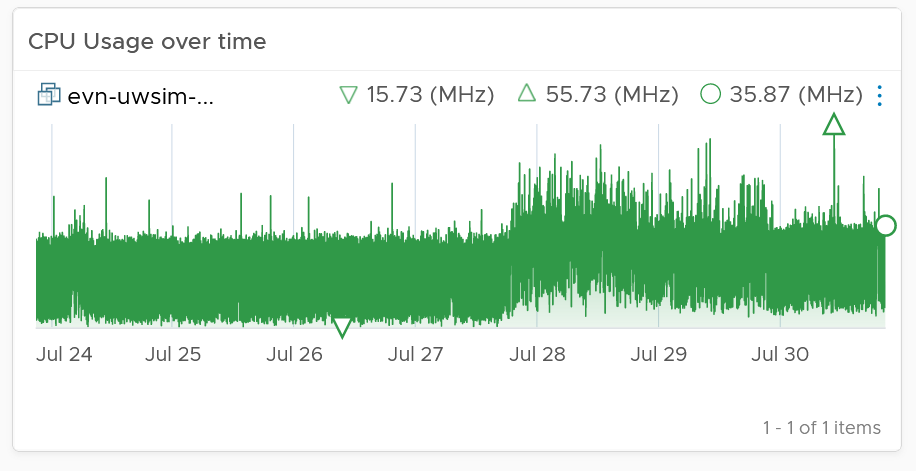 CPU Usage over time
evn-uwsim-... 15.73 (MHz) 55.73 (MHz) 35.87 (MHz)
Jul 24 Jul 25 Jul 26 Jul 27 Jul 28 Jul 29 Jul 30
1 - 1 of 1 items